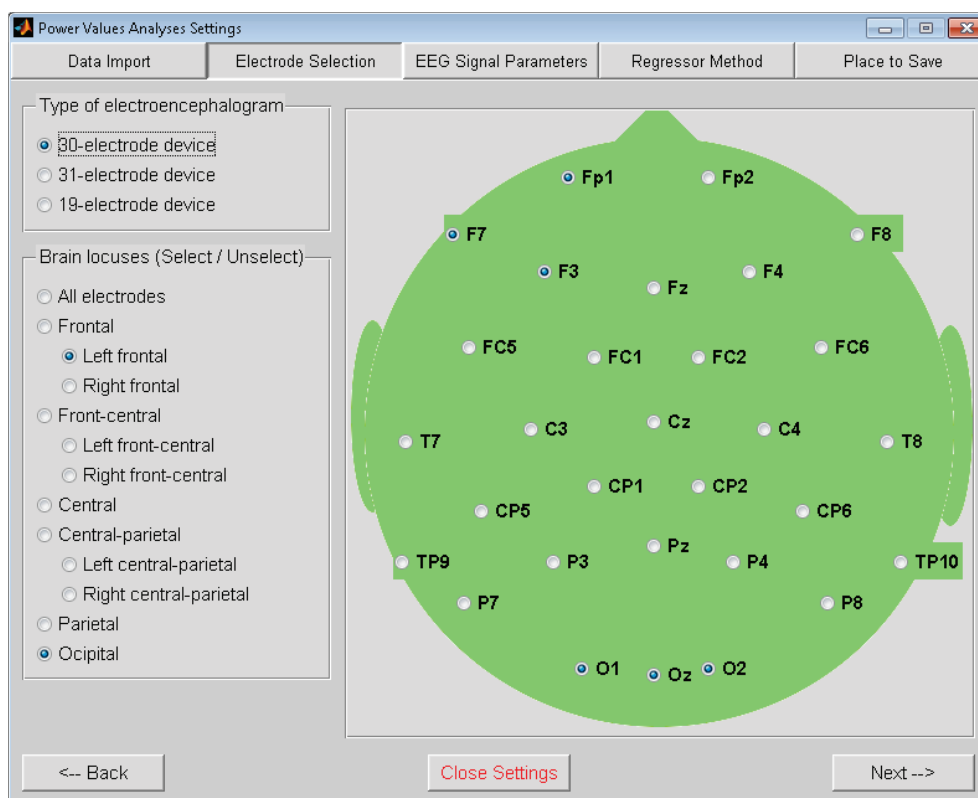 Power Values Analyses Settings
Data Import Electrode Selection EEG Signal Parameters Regressor Method Place to Save
Type of electroencephalogram
30-electrode device
31-electrode device
19-electrode device
Brain locuses (Select / Unselect)
All electrodes
Frontal
Left frontal
Right frontal
Front-central
Left front-central
Right front-central
Central
Central-parietal
Left central-parietal
Right central-parietal
Parietal
Ocipital
Fp1 Fp2
F7 F8
F3 F4
Fz
FC5 FC6
FC1 FC2
Cz
C3 C4
T7 T8
CP1 CP2
CP5 CP6
Pz
TP9 P3 P4 TP10
P7 P8
O1 Oz O2
<-- Back Close Settings Next -->